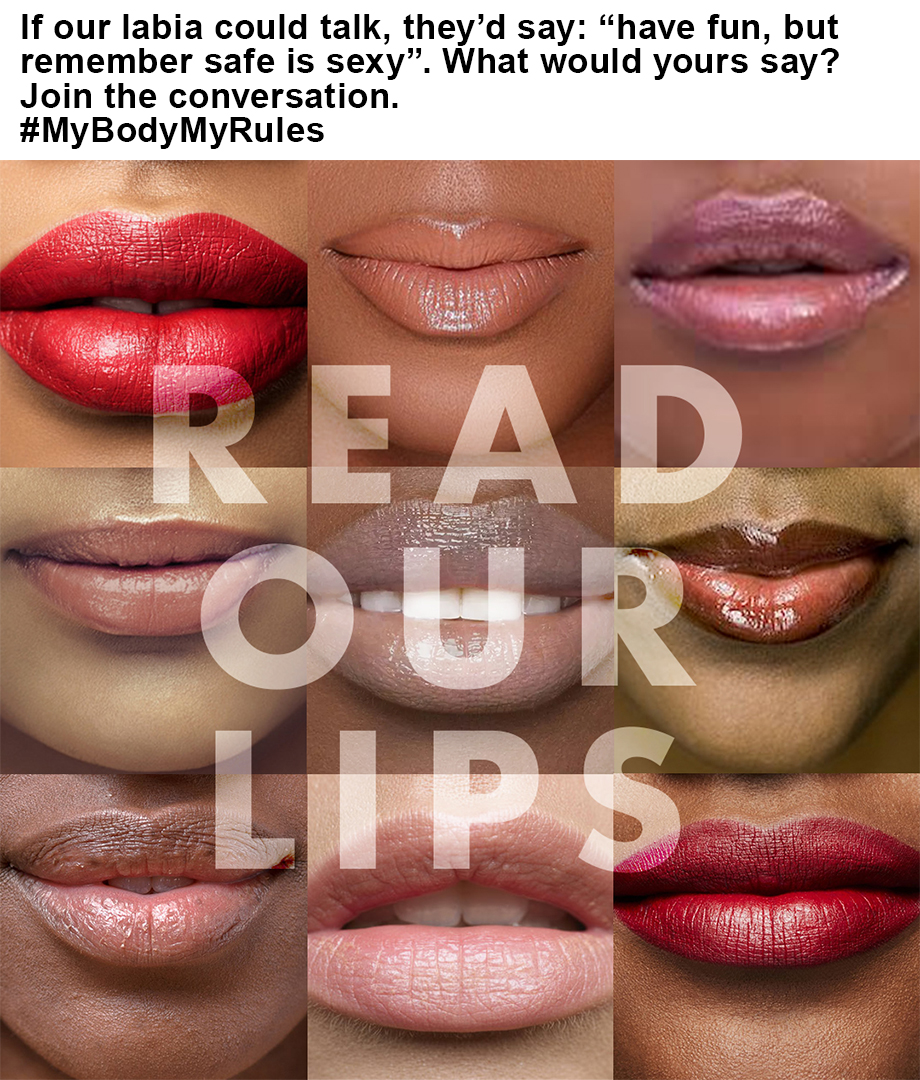 If our labia could talk, they’d say: “have fun, but
remember safe is sexy”. What would yours say?
Join the conversation.
#MyBodyMyRules
READ
OUR
LIPS